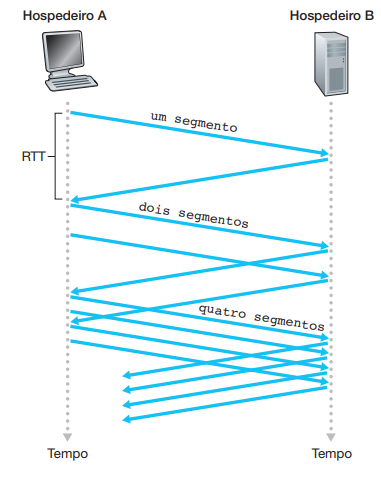 Hospedeiro A
Hospedeiro B
um segmento
RTT
dois segmentos
quatro segmentos
Tempo
Tempo